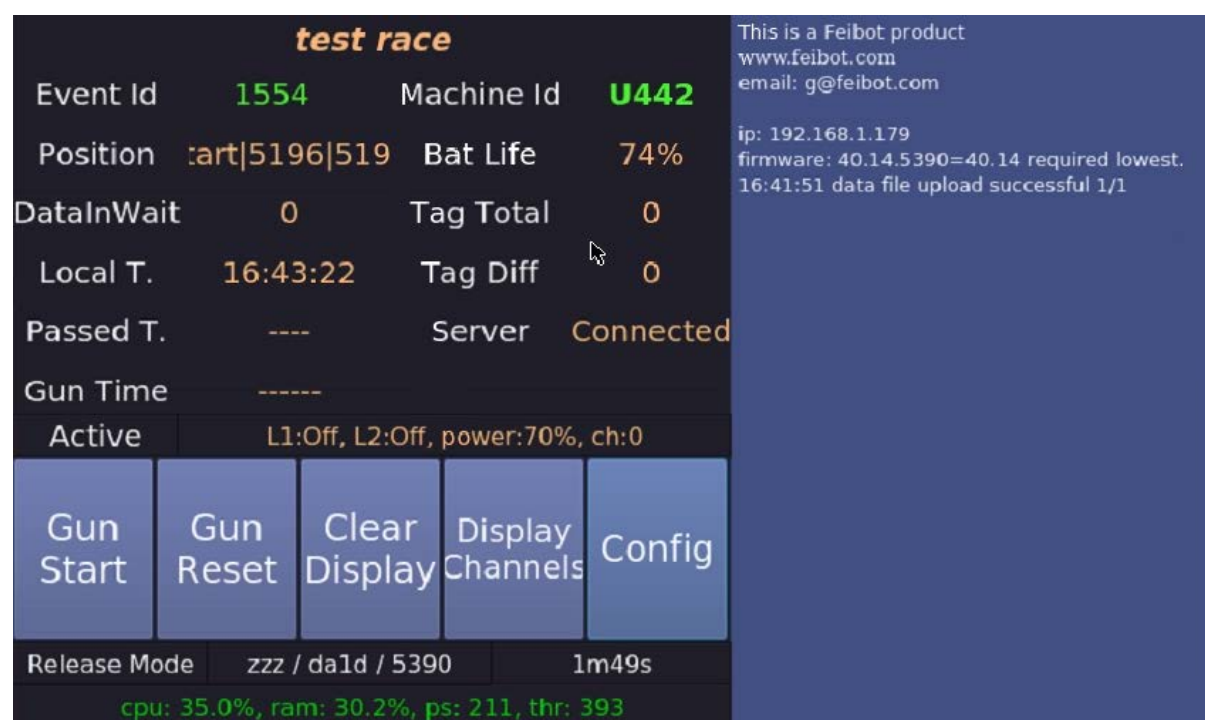 test race
Event Id 1554 Machine Id U442
Position :art|5196|519 Bat Life 74%
DataInWait 0 Tag Total 0
Local T. 16:43:22 Tag Diff 0
Passed T. ---- Server Connected
Gun Time ------
Active L1:Off, L2:Off, power:70%, ch:0
Gun Start
Gun Reset
Clear Display
Display Channels
Config
Release Mode zzz / da1d / 5390 1m49s
cpu: 35.0%, ram: 30.2%, ps: 211, thr: 393
This is a Feibot product
www.feibot.com
email: g@feibot.com
ip: 192.168.1.179
firmware: 40.14.5390=40.14 required lowest.
16:41:51 data file upload successful 1/1